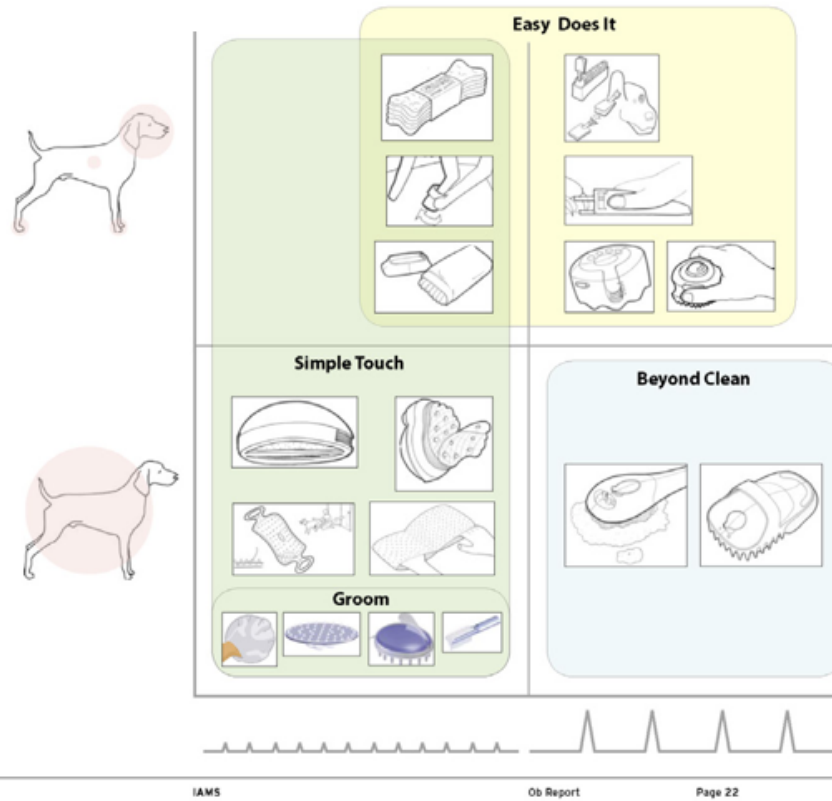 Easy Does It
Simple Touch
Beyond Clean
Groom
IAMS Ob Report Page 22